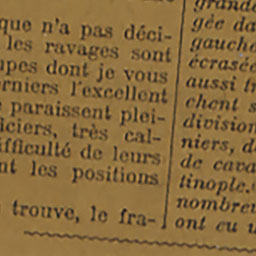 que n'a pas déci-
les ravages sont
upes dont je vous
rniers l'excellent
paraissent plei-
iciers, très cal-
difficulté de leurs
nt les positions
trouve, le fra-
grande
gée da
gauche
écrasée
aussi tr
chent s
division
niers, d
de cava
tinople.
nombreu
ont eu u